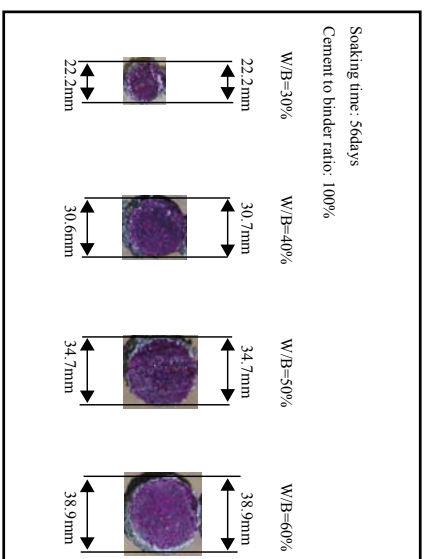 Soaking time: 56days
Cement to binder ratio: 100%
W/B=30%
W/B=40%
W/B=50%
W/B=60%
22.2mm
30.7mm
34.7mm
38.9mm
22.2mm
30.6mm
34.7mm
38.9mm